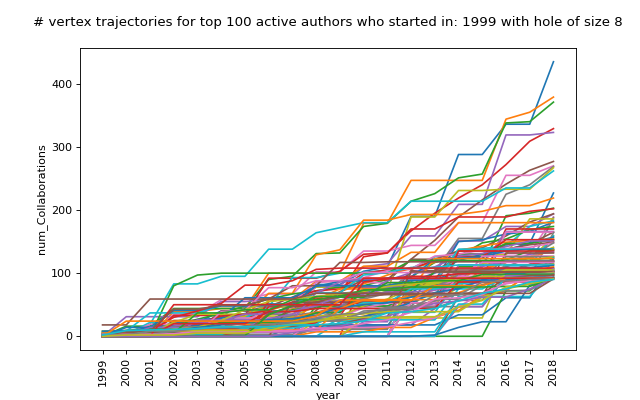 # vertex trajectories for top 100 active authors who started in: 1999 with hole of size 8
num_Collaborations
400
300
200
100
0
1999 2000 2001 2002 2003 2004 2005 2006 2007 2008 2009 2010 2011 2012 2013 2014 2015 2016 2017 2018
year